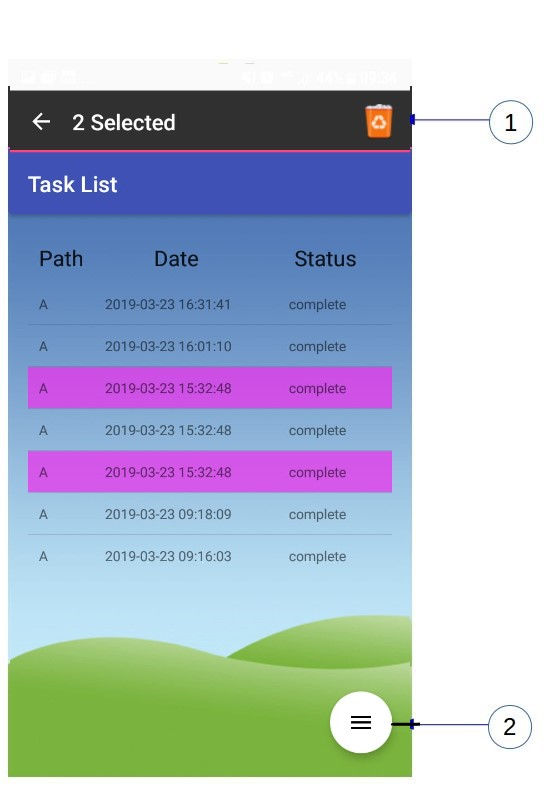 44% 09:34
2 Selected
1
Task List
Path Date Status
A 2019-03-23 16:31:41 complete
A 2019-03-23 16:01:10 complete
A 2019-03-23 15:32:48 complete
A 2019-03-23 15:32:48 complete
A 2019-03-23 15:32:48 complete
A 2019-03-23 09:18:09 complete
A 2019-03-23 09:16:03 complete
2